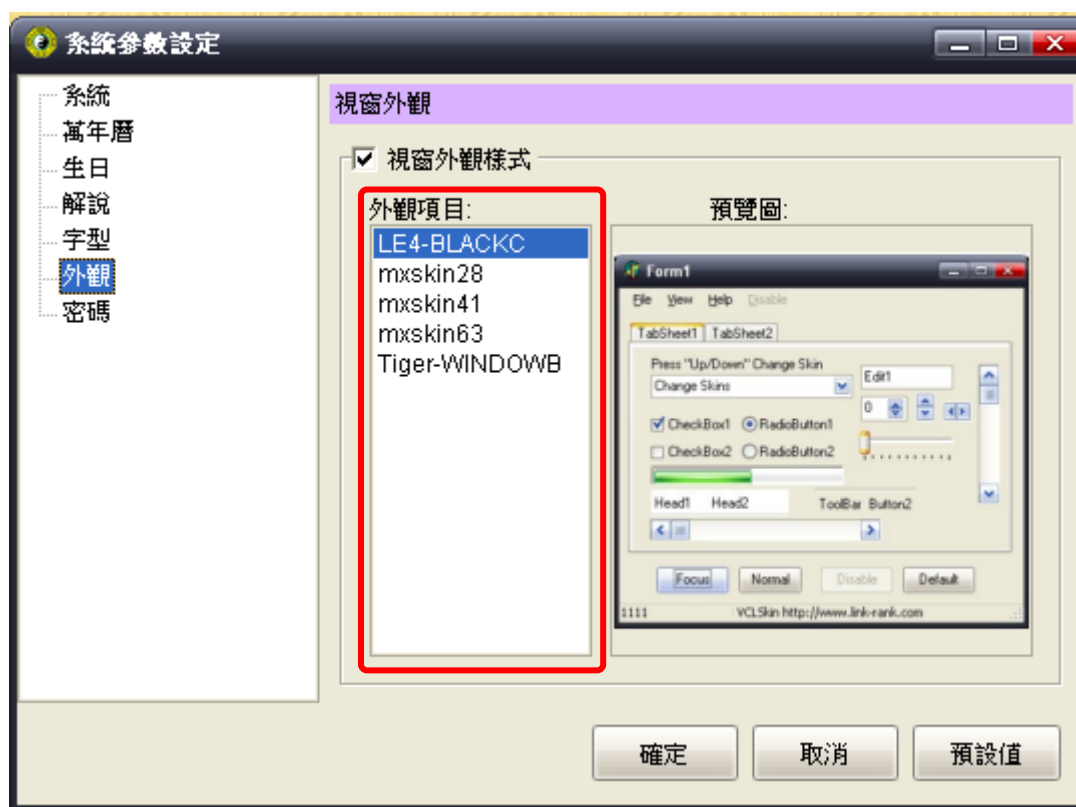 系統參數設定
系統
萬年曆
生日
解說
字型
外觀
密碼
視窗外觀
視窗外觀樣式
外觀項目:
LE4-BLACKC
mxskin28
mxskin41
mxskin63
Tiger-WINDOWB
預覽圖:
Form1
File View Help Disable
TabSheet1 TabSheet2
Press "Up/Down" Change Skin
Change Skins
Edit1
0
CheckBox1 RadioButton1
CheckBox2 RadioButton2
Head1 Head2 ToolBar Button2
Focus Normal Disable Default
1111 VCLSkin http://www.link-rank.com
確定 取消 預設值